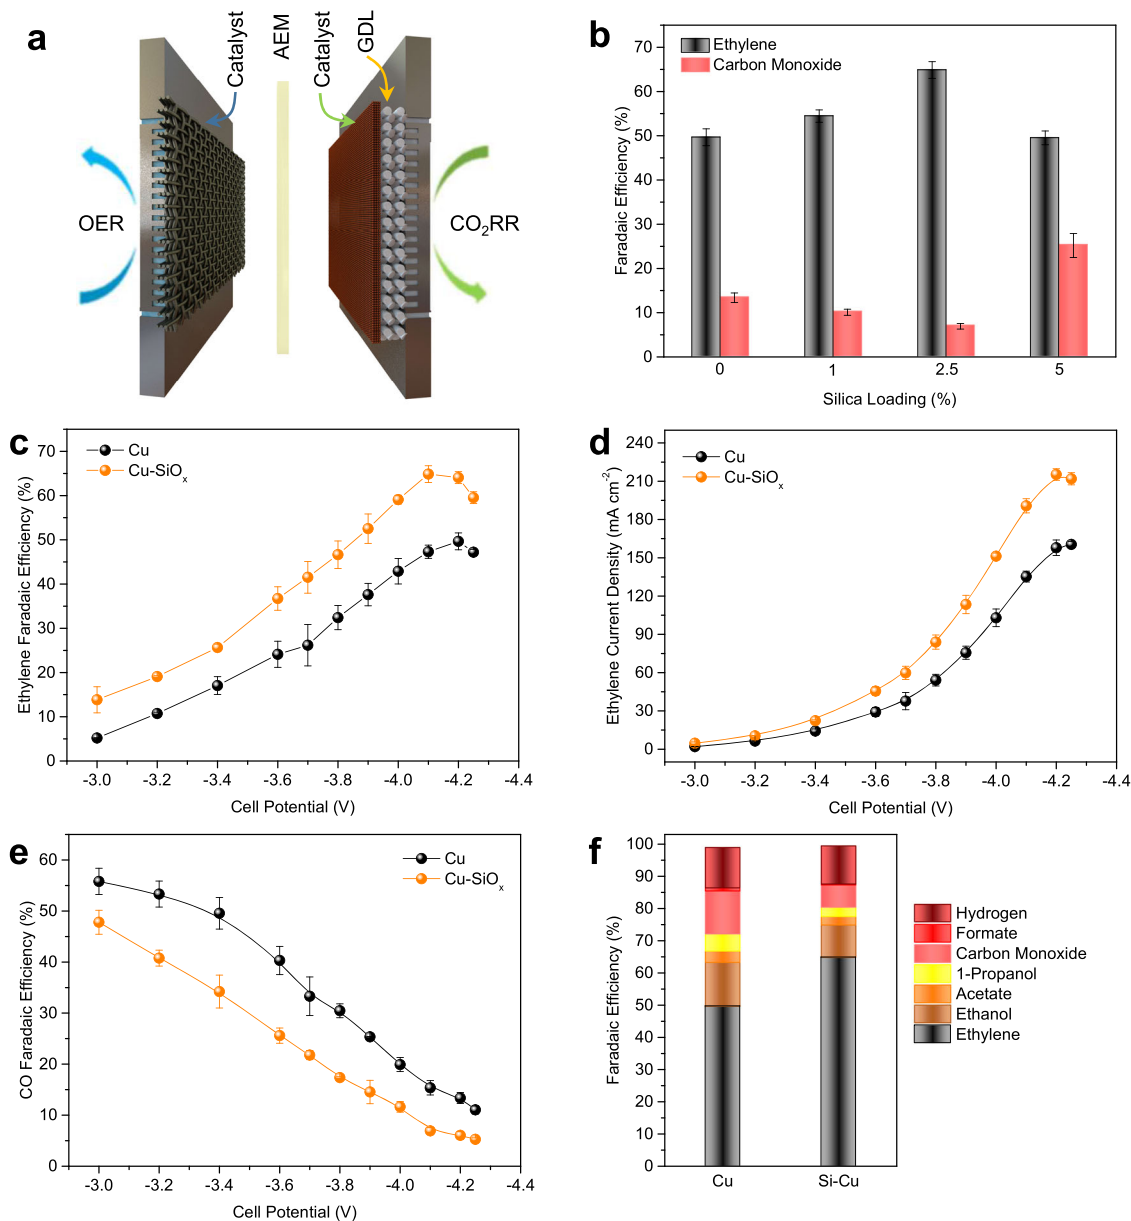 a
Catalyst
AEM
Catalyst
GDL
OER
CO₂RR
b
Ethylene
Carbon Monoxide
Faradaic Efficiency (%)
70
60
50
40
30
20
10
0
0 1 2.5 5
Silica Loading (%)
c
Cu
Cu-SiOₓ
Ethylene Faradaic Efficiency (%)
70
60
50
40
30
20
10
0
-3.0 -3.2 -3.4 -3.6 -3.8 -4.0 -4.2 -4.4
Cell Potential (V)
d
Cu
Cu-SiOₓ
Ethylene Current Density (mA cm⁻²)
240
210
180
150
120
90
60
30
0
-3.0 -3.2 -3.4 -3.6 -3.8 -4.0 -4.2 -4.4
Cell Potential (V)
e
Cu
Cu-SiOₓ
CO Faradaic Efficiency (%)
60
50
40
30
20
10
0
-3.0 -3.2 -3.4 -3.6 -3.8 -4.0 -4.2 -4.4
Cell Potential (V)
f
Faradaic Efficiency (%)
100
90
80
70
60
50
40
30
20
10
0
Cu Si-Cu
Hydrogen
Formate
Carbon Monoxide
1-Propanol
Acetate
Ethanol
Ethylene